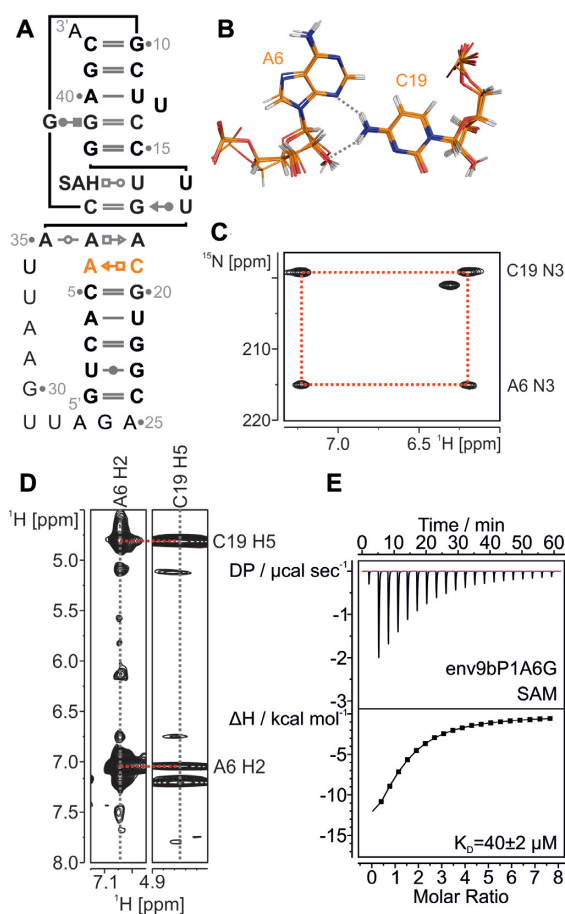 A
3'A
C G 10
G C
40 A U
U
G G C
G C 15
SAH U U
C G U
35 A A A
U A C
U 5 C G 20
A A U
A C G
A U G
G 30 5' G C
U U A G A 25
B
A6
C19
C
15N [ppm]
C19 N3
210
215
A6 N3
220
7.0 6.5 1H [ppm]
D
A6 H2
C19 H5
1H [ppm]
C19 H5
5.0
5.5
6.0
6.5
7.0
A6 H2
7.5
8.0
7.1 4.9
1H [ppm]
E
Time / min
0 10 20 30 40 50 60
DP / µcal sec-1
-1
-2
-3
env9bP1A6G
SAM
ΔH / kcal mol-1
-5
-10
-15
KD=40±2 µM
0 1 2 3 4 5 6 7 8
Molar Ratio